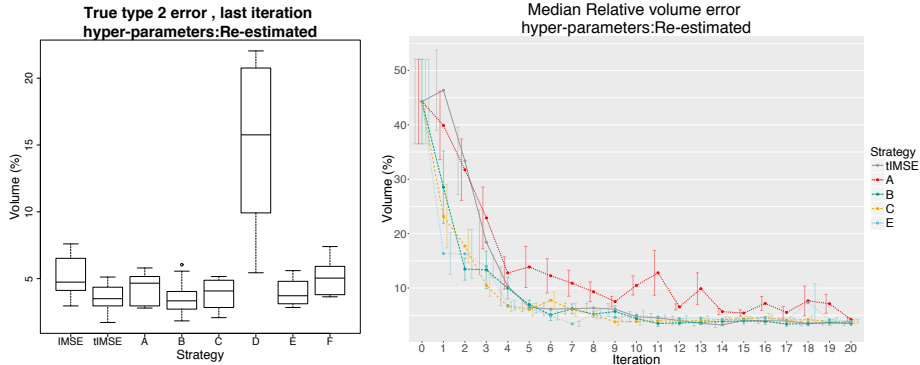 True type 2 error , last iteration
hyper-parameters:Re-estimated
Volume (%)
20
15
10
5
IMSE tIMSE A B C D E F
Strategy
Median Relative volume error
hyper-parameters:Re-estimated
Volume (%)
50
40
30
20
10
0 1 2 3 4 5 6 7 8 9 10 11 12 13 14 15 16 17 18 19 20
Iteration
Strategy
tIMSE
A
B
C
E